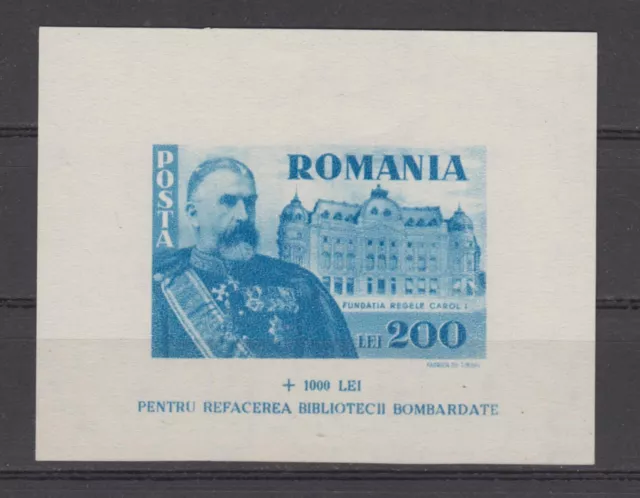 POSTA
ROMANIA
FUNDATIA REGELE CAROL I
LEI 200
+ 1000 LEI
PENTRU REFACEREA BIBLIOTECII BOMBARDATE